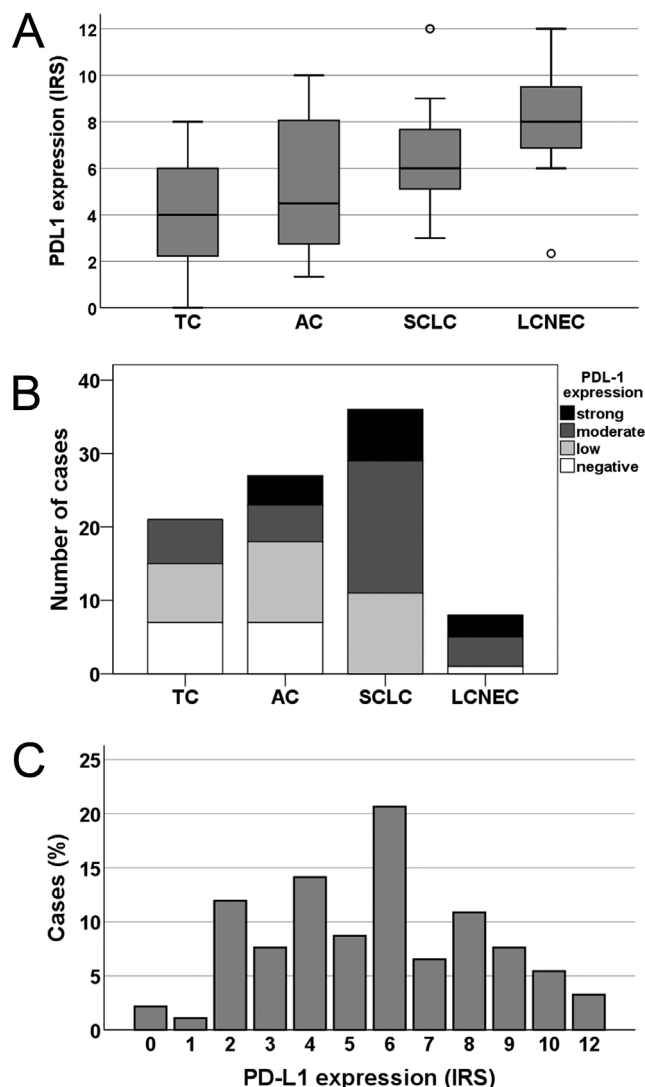 A
PDL1 expression (IRS)
12
10
8
6
4
2
0
TC AC SCLC LCNEC
B
Number of cases
40
30
20
10
0
TC AC SCLC LCNEC
PDL-1
expression
strong
moderate
low
negative
C
Cases (%)
25
20
15
10
5
0
0 1 2 3 4 5 6 7 8 9 10 12
PD-L1 expression (IRS)